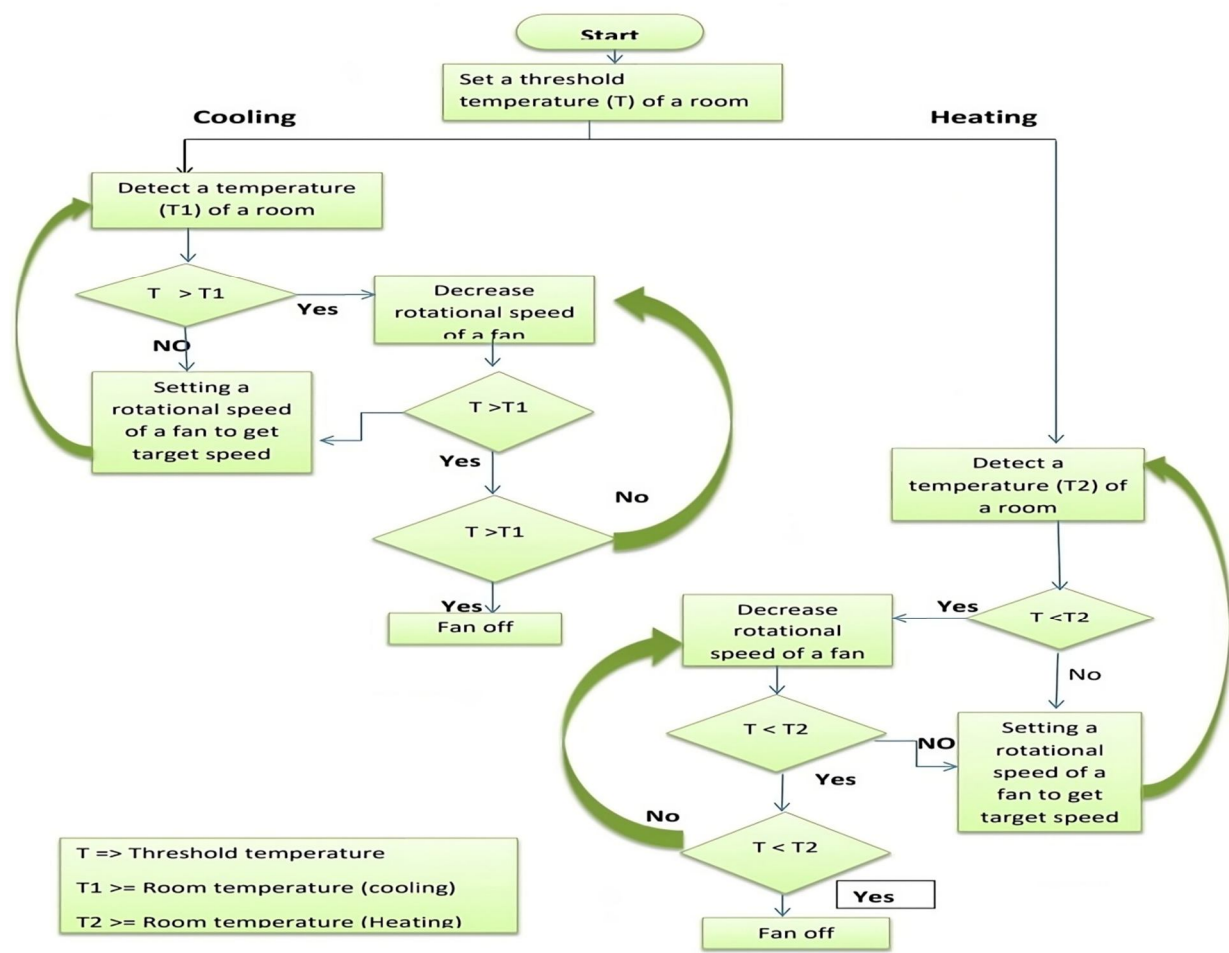 Start
Set a threshold
temperature (T) of a room
Cooling
Heating
Detect a temperature
(T1) of a room
T > T1
Yes
Decrease
rotational speed
of a fan
NO
Setting a
rotational speed
of a fan to get
target speed
T >T1
Yes
T >T1
No
Yes
Fan off
Detect a
temperature (T2) of
a room
T <T2
Yes
Decrease
rotational
speed of a fan
No
T < T2
NO
Setting a
rotational
speed of a
fan to get
target speed
Yes
No
T < T2
Yes
Fan off
T => Threshold temperature
T1 >= Room temperature (cooling)
T2 >= Room temperature (Heating)